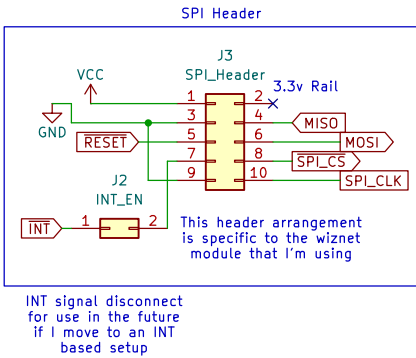 SPI Header
J3
SPI_Header
VCC
3.3v Rail
1
2
3
4
MISO
GND
RESET
5
6
MOSI
7
8
SPI_CS
9
10
SPI_CLK
J2
INT_EN
INT
1
2
This header arrangement
is specific to the wiznet
module that I'm using
INT signal disconnect
for use in the future
if I move to an INT
based setup